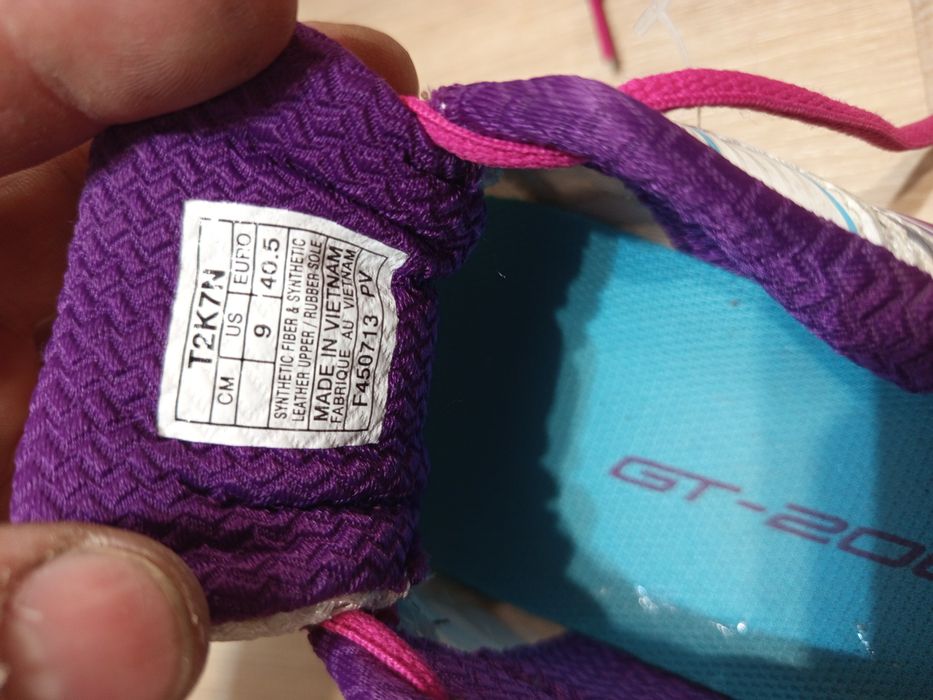 T2K7N
CM US EURO
9 40.5
SYNTHETIC FIBER & SYNTHETIC
LEATHER UPPER / RUBBER SOLE
MADE IN VIETNAM
FABRIQUE AU VIETNAM
F450713 PV
GT-200